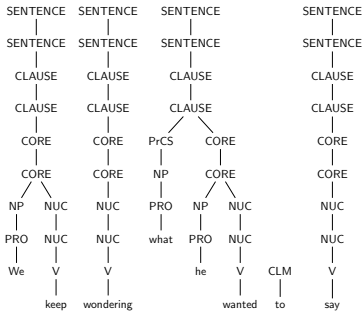 SENTENCE SENTENCE SENTENCE SENTENCE
SENTENCE SENTENCE SENTENCE SENTENCE
CLAUSE CLAUSE CLAUSE CLAUSE
CLAUSE CLAUSE CLAUSE CLAUSE
CORE CORE PrCS CORE CORE
CORE CORE NP CORE CORE
NP NUC NUC PRO NP NUC NUC
PRO NUC NUC what PRO NUC NUC
We V V he V CLM V
keep wondering wanted to say